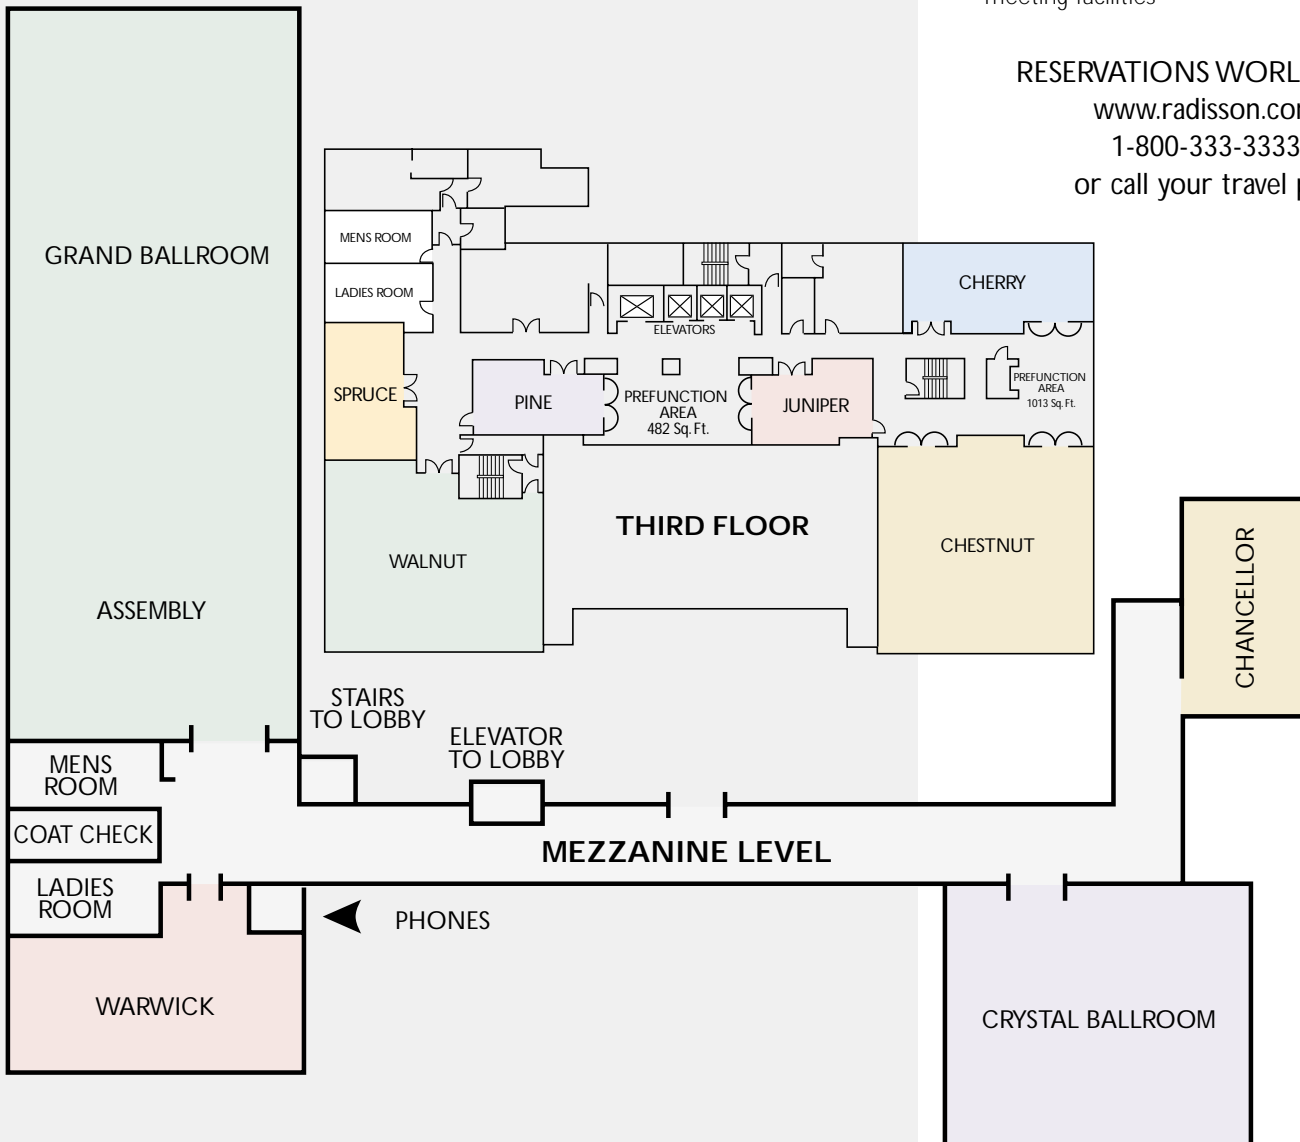 meeting facilities
RESERVATIONS WORL
www.radisson.co
1-800-333-3333
or call your travel
GRAND BALLROOM
ASSEMBLY
MENS ROOM
LADIES ROOM
SPRUCE
WALNUT
PINE
ELEVATORS
PREFUNCTION
AREA
482 Sq. Ft.
JUNIPER
CHERRY
PREFUNCTION
AREA
1013 Sq. Ft.
CHESTNUT
THIRD FLOOR
CHANCELLOR
STAIRS
TO LOBBY
ELEVATOR
TO LOBBY
MENS
ROOM
COAT CHECK
LADIES
ROOM
MEZZANINE LEVEL
PHONES
WARWICK
CRYSTAL BALLROOM